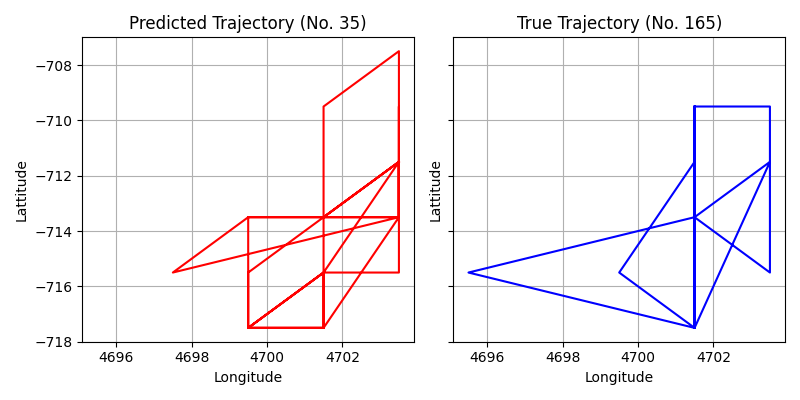 Predicted Trajectory (No. 35)
True Trajectory (No. 165)
Lattitude
−708
−710
−712
−714
−716
−718
4696
4698
4700
4702
Longitude
Lattitude
4696
4698
4700
4702
Longitude